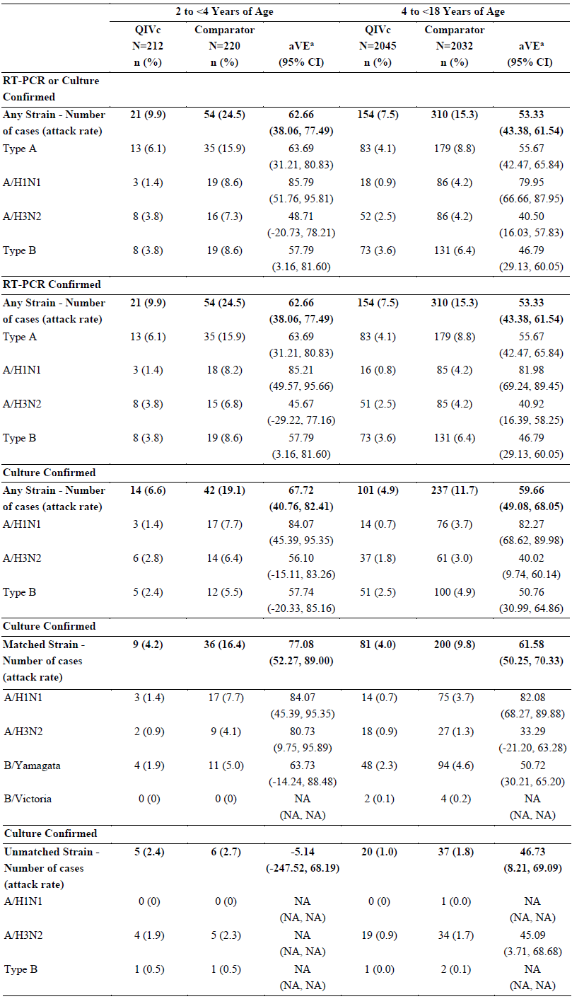 2 to <4 Years of Age 4 to <18 Years of Age
QIVc Comparator QIVc Comparator
N=212 N=220 aVEᵃ N=2045 N=2032 aVEᵃ
n (%) n (%) (95% CI) n (%) n (%) (95% CI)
RT-PCR or Culture
Confirmed
Any Strain - Number 21 (9.9) 54 (24.5) 62.66 154 (7.5) 310 (15.3) 53.33
of cases (attack rate) (38.06, 77.49) (43.38, 61.54)
Type A 13 (6.1) 35 (15.9) 63.69 83 (4.1) 179 (8.8) 55.67
(31.21, 80.83) (42.47, 65.84)
A/H1N1 3 (1.4) 19 (8.6) 85.79 18 (0.9) 86 (4.2) 79.95
(51.76, 95.81) (66.66, 87.95)
A/H3N2 8 (3.8) 16 (7.3) 48.71 52 (2.5) 86 (4.2) 40.50
(-20.73, 78.21) (16.03, 57.83)
Type B 8 (3.8) 19 (8.6) 57.79 73 (3.6) 131 (6.4) 46.79
(3.16, 81.60) (29.13, 60.05)
RT-PCR Confirmed
Any Strain - Number 21 (9.9) 54 (24.5) 62.66 154 (7.5) 310 (15.3) 53.33
of cases (attack rate) (38.06, 77.49) (43.38, 61.54)
Type A 13 (6.1) 35 (15.9) 63.69 83 (4.1) 179 (8.8) 55.67
(31.21, 80.83) (42.47, 65.84)
A/H1N1 3 (1.4) 18 (8.2) 85.21 16 (0.8) 85 (4.2) 81.98
(49.57, 95.66) (69.24, 89.45)
A/H3N2 8 (3.8) 15 (6.8) 45.67 51 (2.5) 85 (4.2) 40.92
(-29.22, 77.16) (16.39, 58.25)
Type B 8 (3.8) 19 (8.6) 57.79 73 (3.6) 131 (6.4) 46.79
(3.16, 81.60) (29.13, 60.05)
Culture Confirmed
Any Strain - Number 14 (6.6) 42 (19.1) 67.72 101 (4.9) 237 (11.7) 59.66
of cases (attack rate) (40.76, 82.41) (49.08, 68.05)
A/H1N1 3 (1.4) 17 (7.7) 84.07 14 (0.7) 76 (3.7) 82.27
(45.39, 95.35) (68.62, 89.98)
A/H3N2 6 (2.8) 14 (6.4) 56.10 37 (1.8) 61 (3.0) 40.02
(-15.11, 83.26) (9.74, 60.14)
Type B 5 (2.4) 12 (5.5) 57.74 51 (2.5) 100 (4.9) 50.76
(-20.33, 85.16) (30.99, 64.86)
Culture Confirmed
Matched Strain - 9 (4.2) 36 (16.4) 77.08 81 (4.0) 200 (9.8) 61.58
Number of cases (52.27, 89.00) (50.25, 70.33)
(attack rate)
A/H1N1 3 (1.4) 17 (7.7) 84.07 14 (0.7) 75 (3.7) 82.08
(45.39, 95.35) (68.27, 89.88)
A/H3N2 2 (0.9) 9 (4.1) 80.73 18 (0.9) 27 (1.3) 33.29
(9.75, 95.89) (-21.20, 63.28)
B/Yamagata 4 (1.9) 11 (5.0) 63.73 48 (2.3) 94 (4.6) 50.72
(-14.24, 88.48) (30.21, 65.20)
B/Victoria 0 (0) 0 (0) NA 2 (0.1) 4 (0.2) NA
(NA, NA) (NA, NA)
Culture Confirmed
Unmatched Strain - 5 (2.4) 6 (2.7) -5.14 20 (1.0) 37 (1.8) 46.73
Number of cases (-247.52, 68.19) (8.21, 69.09)
(attack rate)
A/H1N1 0 (0) 0 (0) NA 0 (0) 1 (0.0) NA
(NA, NA) (NA, NA)
A/H3N2 4 (1.9) 5 (2.3) NA 19 (0.9) 34 (1.7) 45.09
(NA, NA) (3.71, 68.68)
Type B 1 (0.5) 1 (0.5) NA 1 (0.0) 2 (0.1) NA
(NA, NA) (NA, NA)